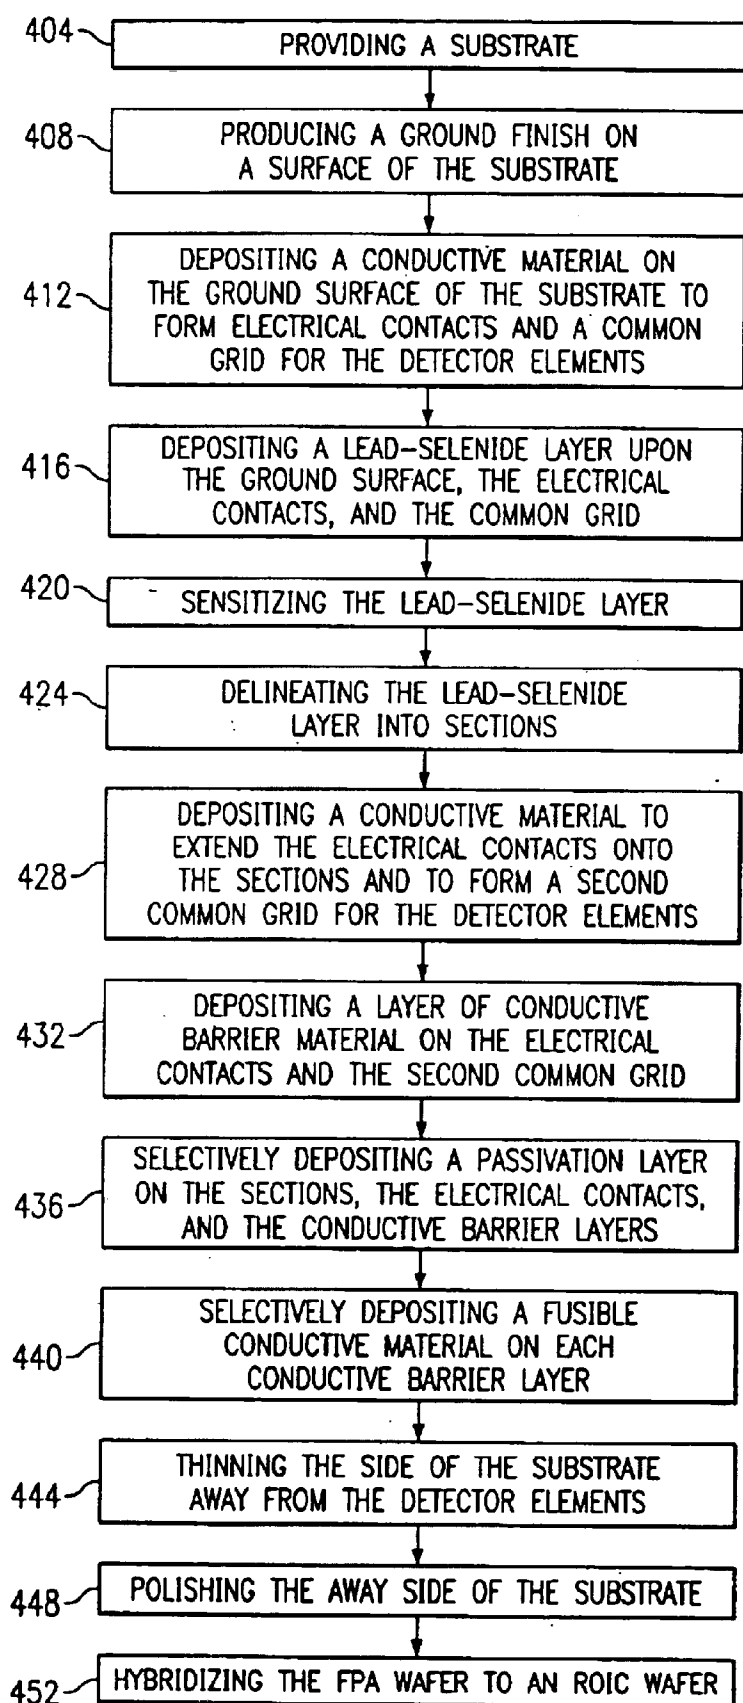 404
PROVIDING A SUBSTRATE
408
PRODUCING A GROUND FINISH ON
A SURFACE OF THE SUBSTRATE
412
DEPOSITING A CONDUCTIVE MATERIAL ON
THE GROUND SURFACE OF THE SUBSTRATE TO
FORM ELECTRICAL CONTACTS AND A COMMON
GRID FOR THE DETECTOR ELEMENTS
416
DEPOSITING A LEAD-SELENIDE LAYER UPON
THE GROUND SURFACE, THE ELECTRICAL
CONTACTS, AND THE COMMON GRID
420
SENSITIZING THE LEAD-SELENIDE LAYER
424
DELINEATING THE LEAD-SELENIDE
LAYER INTO SECTIONS
428
DEPOSITING A CONDUCTIVE MATERIAL TO
EXTEND THE ELECTRICAL CONTACTS ONTO
THE SECTIONS AND TO FORM A SECOND
COMMON GRID FOR THE DETECTOR ELEMENTS
432
DEPOSITING A LAYER OF CONDUCTIVE
BARRIER MATERIAL ON THE ELECTRICAL
CONTACTS AND THE SECOND COMMON GRID
436
SELECTIVELY DEPOSITING A PASSIVATION LAYER
ON THE SECTIONS, THE ELECTRICAL CONTACTS,
AND THE CONDUCTIVE BARRIER LAYERS
440
SELECTIVELY DEPOSITING A FUSIBLE
CONDUCTIVE MATERIAL ON EACH
CONDUCTIVE BARRIER LAYER
444
THINNING THE SIDE OF THE SUBSTRATE
AWAY FROM THE DETECTOR ELEMENTS
448
POLISHING THE AWAY SIDE OF THE SUBSTRATE
452
HYBRIDIZING THE FPA WAFER TO AN ROIC WAFER